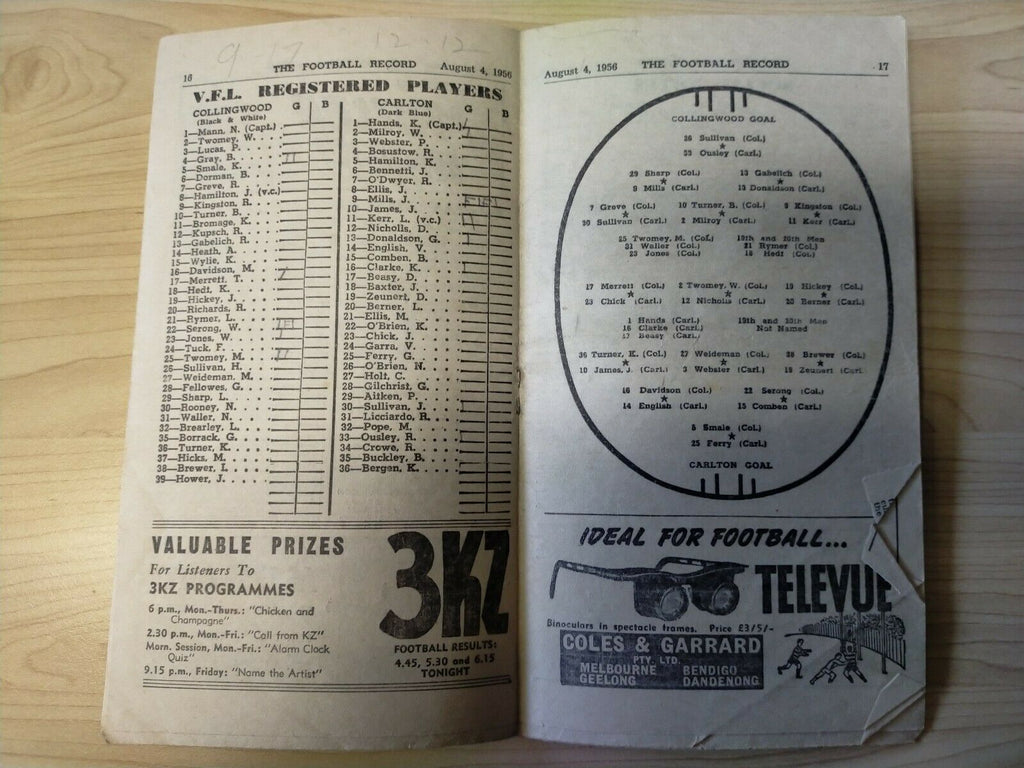 9-17 12-12
16 THE FOOTBALL RECORD August 4, 1956
V.F.L. REGISTERED PLAYERS
COLLINGWOOD G B
(Black & White)
1—Mann, N. (Capt.)
2—Twomey, W.
3—Lucas, P.
4—Gray, B.
5—Smale, K.
6—Dorman, B.
7—Greve, R.
8—Hamilton, J. (v.c.)
9—Kingston, R.
10—Turner, B.
11—Bromage, K.
12—Kupsch, R.
13—Gabelich, R.
14—Heath, A.
15—Wylie, K.
16—Davidson, M.
17—Merrett, T.
18—Hedt, K.
19—Hickey, J.
20—Richards, R.
21—Rymer, L.
22—Serong, W.
23—Jones, W.
24—Tuck, F.
25—Twomey, M.
26—Sullivan, H.
27—Weideman, M.
28—Fellowes, G.
29—Sharp, L.
30—Rooney, N.
31—Waller, N.
32—Brearley, L.
35—Borrack, G.
36—Turner, K.
37—Hicks, M.
38—Brewer, I.
39—Hower, J.
CARLTON G B
(Dark Blue)
1—Hands, K. (Capt.)
2—Milroy, W.
3—Webster, P.
4—Bosustow, R.
5—Hamilton, K.
6—Bennetti, J.
7—O'Dwyer, R.
8—Ellis, J.
9—Mills, J.
10—James, J.
11—Kerr, L. (v.c.)
12—Nicholls, D.
13—Donaldson, G.
14—English, V.
15—Comben, B.
16—Clarke, K.
17—Beasy, D.
18—Baxter, J.
19—Zeunert, D.
20—Berner, L.
21—Ellis, M.
22—O'Brien, K.
23—Chick, J.
24—Garra, V.
25—Ferry, G.
26—O'Brien, N.
27—Holt, C.
28—Gilchrist, G.
29—Aitken, P.
30—Sullivan, J.
31—Licciardo, R.
32—Pope, M.
33—Ousley, R.
34—Crowe, R.
35—Buckley, B.
36—Bergen, K.
VALUABLE PRIZES
For Listeners To
3KZ PROGRAMMES
6 p.m., Mon.-Thurs.: "Chicken and
Champagne"
2.30 p.m., Mon.-Fri.: "Call from KZ"
Morn. Session, Mon.-Fri.: "Alarm Clock
Quiz"
9.15 p.m., Friday: "Name the Artist"
3KZ
FOOTBALL RESULTS:
4.45, 5.30 and 6.15
TONIGHT
August 4, 1956 THE FOOTBALL RECORD 17
COLLINGWOOD GOAL
26 Sullivan (Col.)
33 Ousley (Carl.)
29 Sharp (Col.) 13 Gabelich (Col.)
9 Mills (Carl.) 13 Donaldson (Carl.)
7 Greve (Col.) 10 Turner, B. (Col.) 9 Kingston (Col.)
30 Sullivan (Carl.) 2 Milroy (Carl.) 11 Kerr (Carl.)
25 Twomey, M. (Col.) 19th and 20th Men
31 Waller (Col.) 21 Rymer (Col.)
23 Jones (Col.) 18 Hedt (Col.)
17 Merrett (Col.) 2 Twomey, W. (Col.) 19 Hickey (Col.)
23 Chick (Carl.) 12 Nicholls (Carl.) 20 Berner (Carl.)
1 Hands (Carl.) 19th and 20th Men
16 Clarke (Carl.) Not Named
17 Beasy (Carl.)
36 Turner, K. (Col.) 27 Weideman (Col.) 38 Brewer (Col.)
10 James, J. (Carl.) 3 Webster (Carl.) 19 Zeunert (Carl.
16 Davidson (Col.) 22 Serong (Col.)
14 English (Carl.) 15 Comben (Carl.)
5 Smale (Col.)
25 Ferry (Carl.)
CARLTON GOAL
IDEAL FOR FOOTBALL...
TELEVUE
Binoculars in spectacle frames. Price £3/5/-
COLES & GARRARD
PTY. LTD.
MELBOURNE BENDIGO
GEELONG DANDENONG